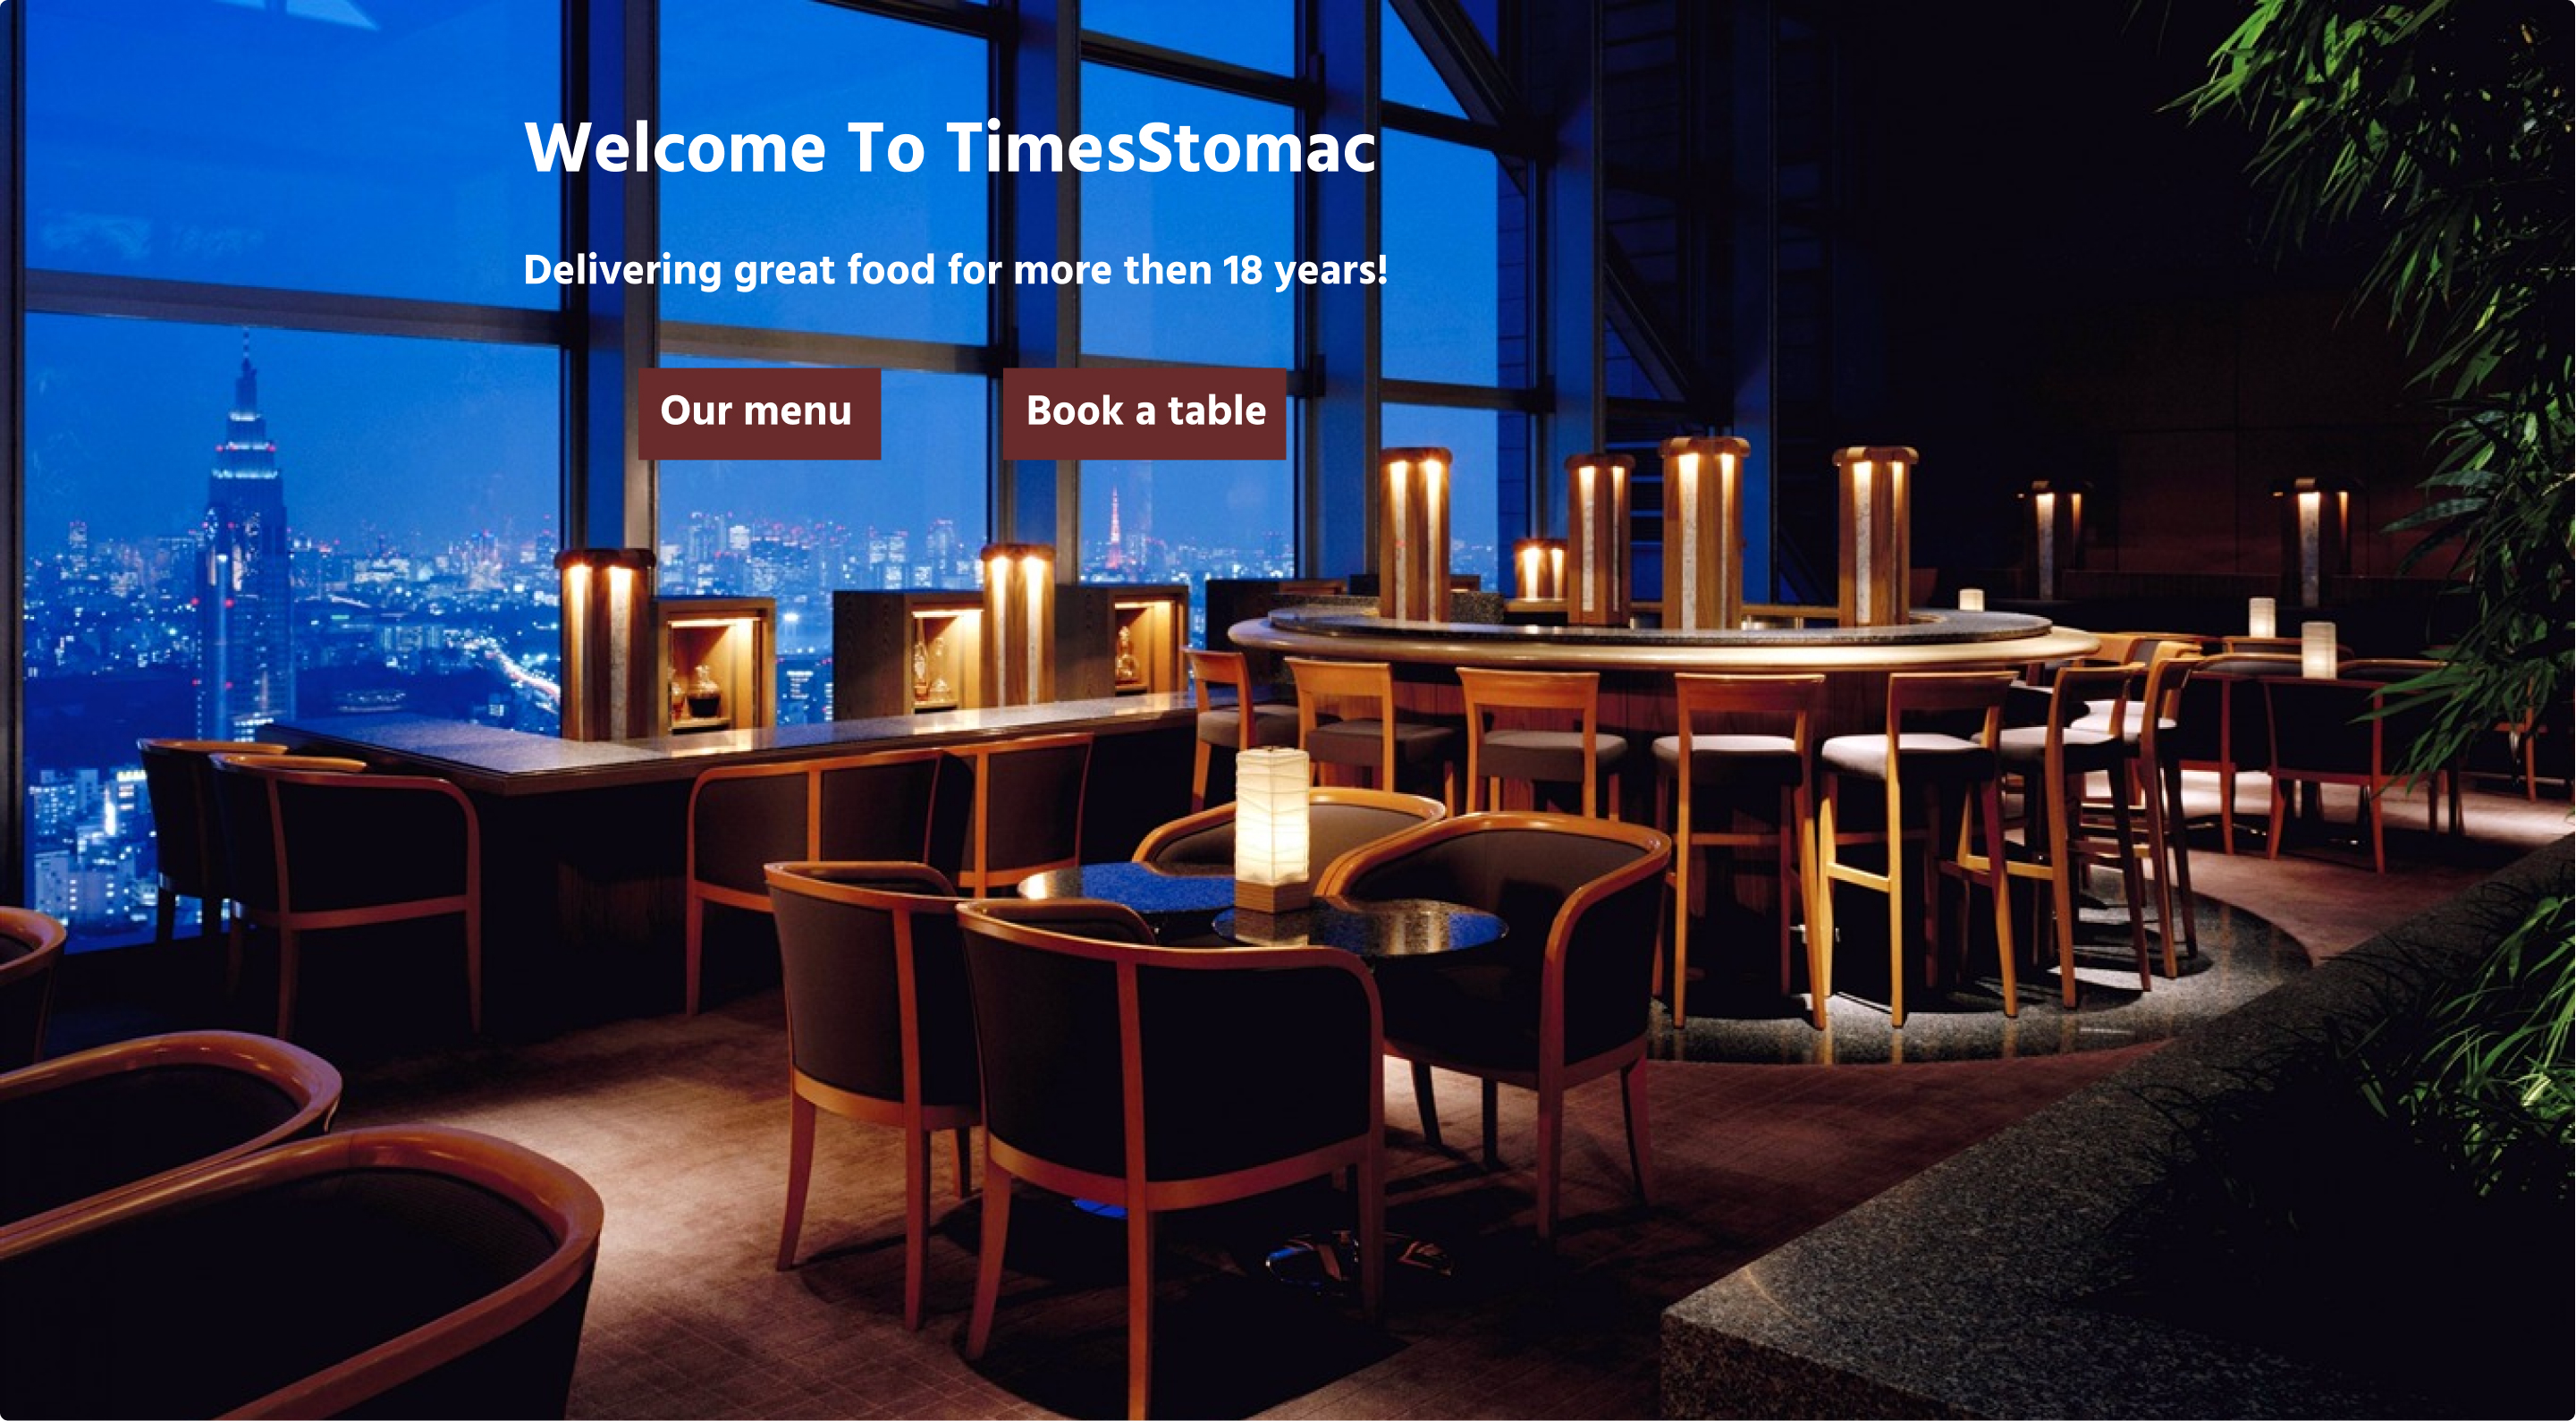 Welcome To TimesStomac
Delivering great food for more then 18 years!
Our menu
Book a table